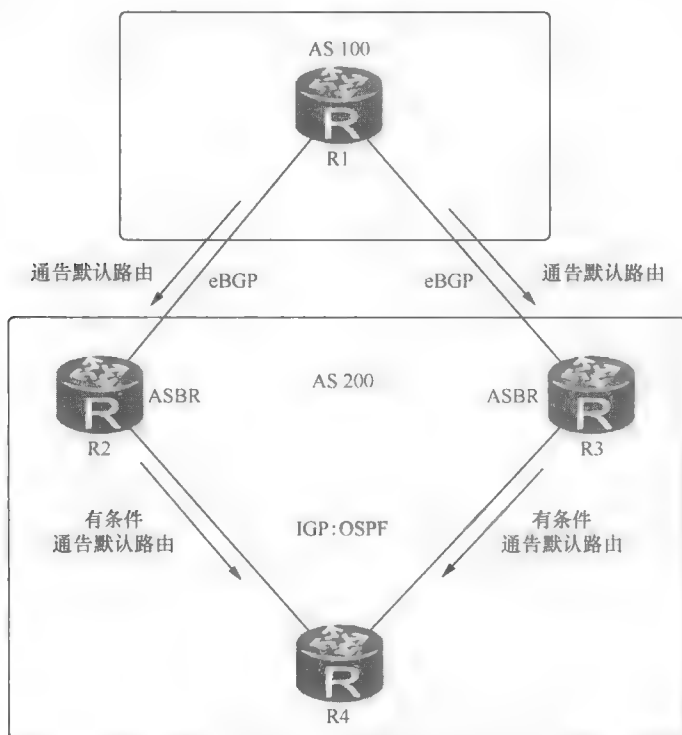 AS 100
R
R1
通告默认路由
eBGP
eBGP
通告默认路由
R
ASBR
R2
AS 200
ASBR
R
R3
有条件
通告默认路由
IGP:OSPF
有条件
通告默认路由
R
R4